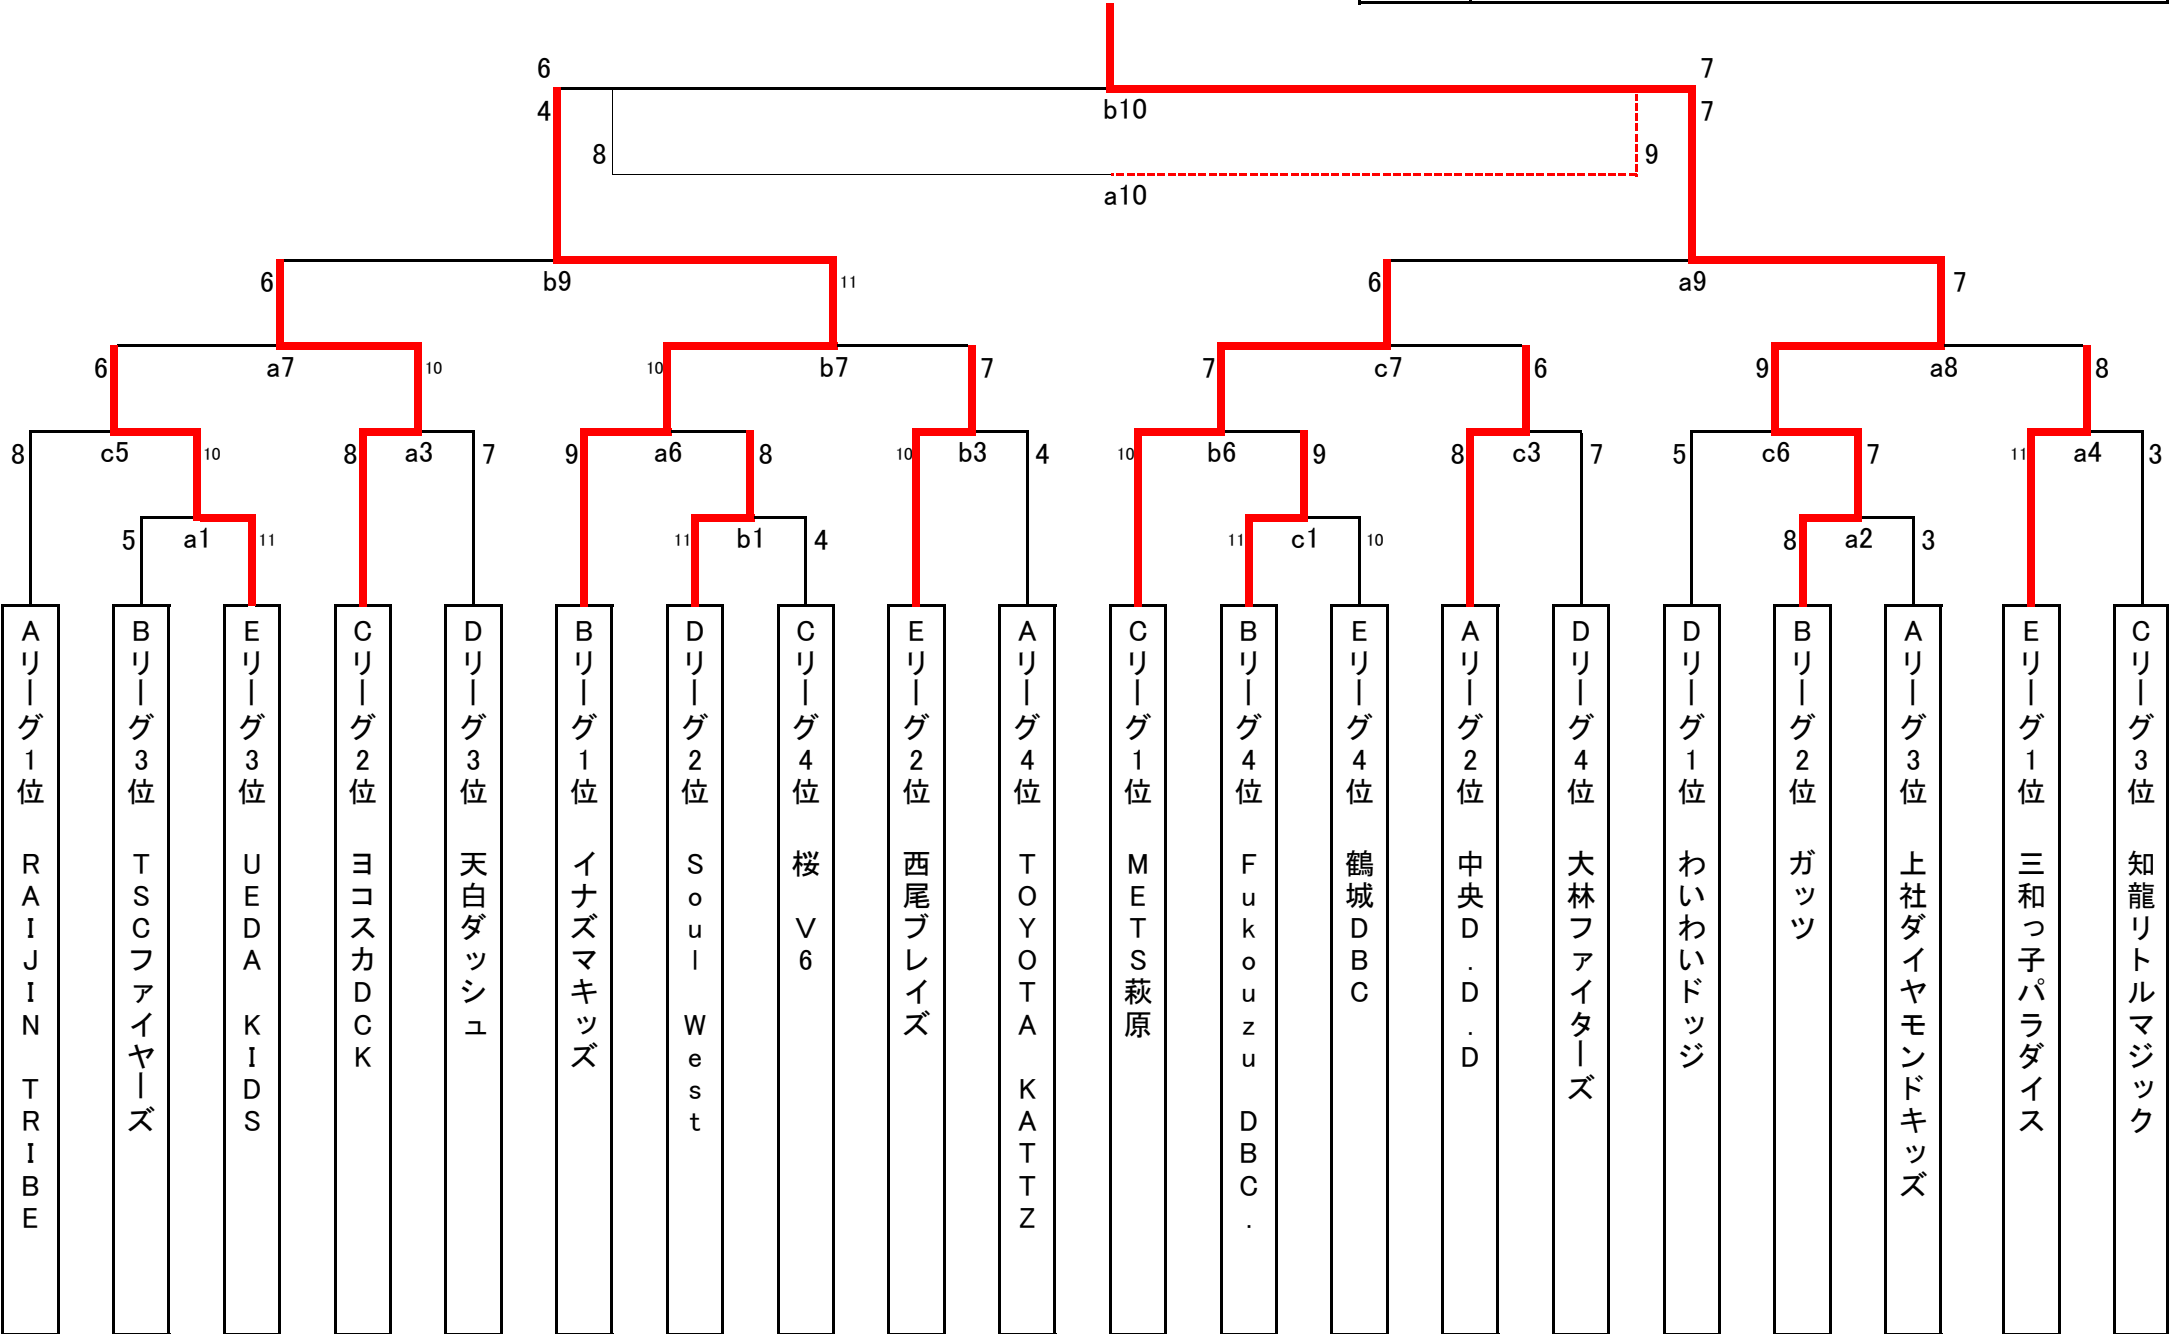 6 7
4 b10 7
8 9
a10
6 b9 11 6 a9 7
6 a7 10 10 b7 7 7 c7 6 9 a8 8
8 c5 10 8 a3 7 9 a6 8 10 b3 4 10 b6 9 8 c3 7 5 c6 7 11 a4 3
5 a1 11 11 b1 4 11 c1 10 8 a2 3
Aリーグ1位 RAIJIN TRIBE
Bリーグ3位 TSCファイヤーズ
Eリーグ3位 UEDA KIDS
Cリーグ2位 ヨコスカDCK
Dリーグ3位 天白ダッシュ
Bリーグ1位 イナズマキッズ
Dリーグ2位 Soul West
Cリーグ4位 桜 V6
Eリーグ2位 西尾ブレイズ
Aリーグ4位 TOYOTA KATTZ
Cリーグ1位 METS萩原
Bリーグ4位 Fukouzu DBC.
Eリーグ4位 鶴城DBC
Aリーグ2位 中央D.D.D
Dリーグ4位 大林ファイターズ
Dリーグ1位 わいわいドッジ
Bリーグ2位 ガッツ
Aリーグ3位 上社ダイヤモンドキッズ
Eリーグ1位 三和っ子パラダイス
Cリーグ3位 知龍リトルマジック